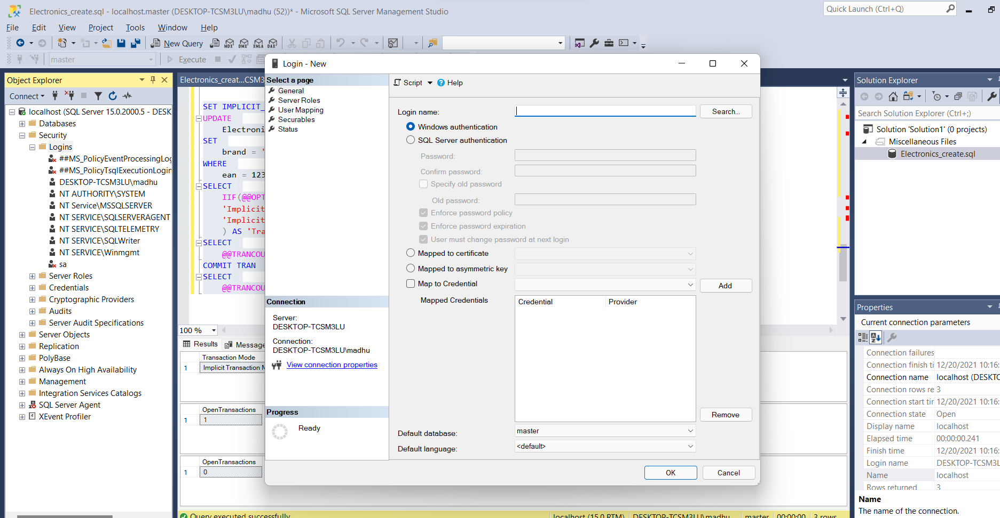 Electronics_create.sql - localhost.master (DESKTOP-TCSM3LU\madhu (52))* - Microsoft SQL Server Management Studio
Quick Launch (Ctrl+Q)
File Edit View Project Tools Window Help
New Query MDX DMX XMLA DAX
master Execute
Object Explorer
Connect
localhost (SQL Server 15.0.2000.5 - DESK
Databases
Security
Logins
##MS_PolicyEventProcessingLog
##MS_PolicyTsqlExecutionLogin
DESKTOP-TCSM3LU\madhu
NT AUTHORITY\SYSTEM
NT Service\MSSQLSERVER
NT SERVICE\SQLSERVERAGENT
NT SERVICE\SQLTELEMETRY
NT SERVICE\SQLWriter
NT SERVICE\Winmgmt
sa
Server Roles
Credentials
Cryptographic Providers
Audits
Server Audit Specifications
Server Objects
Replication
PolyBase
Always On High Availability
Management
Integration Services Catalogs
SQL Server Agent
XEvent Profiler
Electronics_creat...CSM3
SET IMPLICIT_
UPDATE
Electroni
SET
brand = '
WHERE
ean = 123
SELECT
IIF(@@OPT
'Implicit
'Implicit
) AS 'Tra
SELECT
@@TRANCOU
COMMIT TRAN
SELECT
@@TRANCOU
100 %
Results Message
Transaction Mode
1 Implicit Transaction M
OpenTransactions
1 1
OpenTransactions
1 0
Query executed successfully
localhost (15.0 RTM) DESKTOP-TCSM3LU\madhu master 00:00:00 3 rows
Login - New
Select a page
General
Server Roles
User Mapping
Securables
Status
Connection
Server:
DESKTOP-TCSM3LU
Connection:
DESKTOP-TCSM3LU\madhu
View connection properties
Progress
Ready
Script Help
Login name: Search...
Windows authentication
SQL Server authentication
Password:
Confirm password:
Specify old password
Old password:
Enforce password policy
Enforce password expiration
User must change password at next login
Mapped to certificate
Mapped to asymmetric key
Map to Credential Add
Mapped Credentials Credential Provider
Remove
Default database: master
Default language: <default>
OK Cancel
Solution Explorer
Search Solution Explorer (Ctrl+;)
Solution 'Solution1' (0 projects)
Miscellaneous Files
Electronics_create.sql
Properties
Current connection parameters
Connection failures
Connection finish ti 12/20/2021 10:16:
Connection name localhost (DESKTO
Connection rows re 3
Connection start tir 12/20/2021 10:16:
Connection state Open
Display name localhost
Elapsed time 00:00:00.241
Finish time 12/20/2021 10:16:
Login name DESKTOP-TCSM3L
Name localhost
Rows returned 3
Name
The name of the connection.